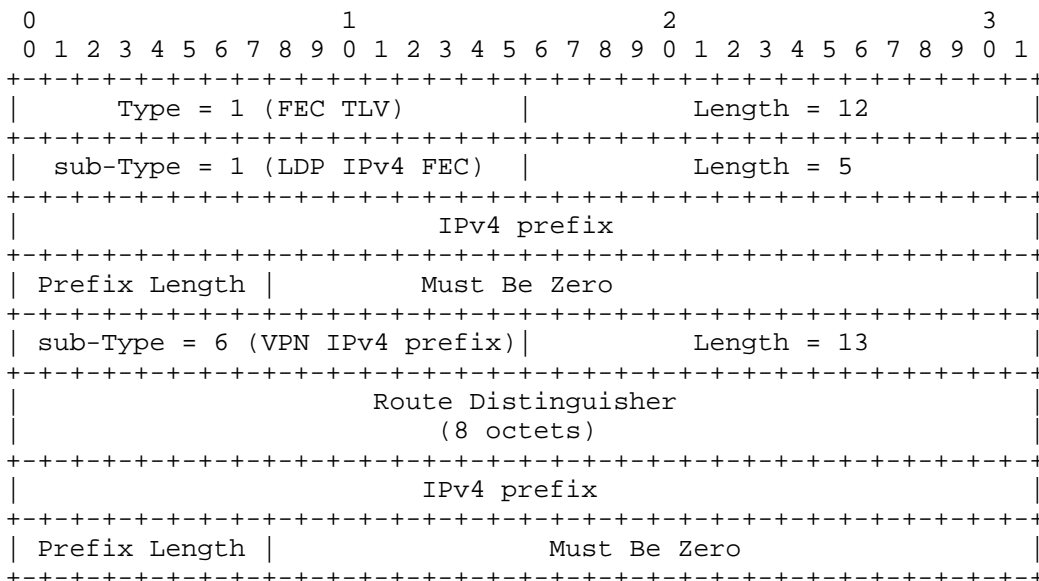 0                   1                   2                   3
0 1 2 3 4 5 6 7 8 9 0 1 2 3 4 5 6 7 8 9 0 1 2 3 4 5 6 7 8 9 0 1
+-+-+-+-+-+-+-+-+-+-+-+-+-+-+-+-+-+-+-+-+-+-+-+-+-+-+-+-+-+-+-+-+
|      Type = 1 (FEC TLV)       |          Length = 12          |
+-+-+-+-+-+-+-+-+-+-+-+-+-+-+-+-+-+-+-+-+-+-+-+-+-+-+-+-+-+-+-+-+
|  sub-Type = 1 (LDP IPv4 FEC)  |          Length = 5           |
+-+-+-+-+-+-+-+-+-+-+-+-+-+-+-+-+-+-+-+-+-+-+-+-+-+-+-+-+-+-+-+-+
|                          IPv4 prefix                          |
+-+-+-+-+-+-+-+-+-+-+-+-+-+-+-+-+-+-+-+-+-+-+-+-+-+-+-+-+-+-+-+-+
| Prefix Length |         Must Be Zero                          |
+-+-+-+-+-+-+-+-+-+-+-+-+-+-+-+-+-+-+-+-+-+-+-+-+-+-+-+-+-+-+-+-+
| sub-Type = 6 (VPN IPv4 prefix)|          Length = 13          |
+-+-+-+-+-+-+-+-+-+-+-+-+-+-+-+-+-+-+-+-+-+-+-+-+-+-+-+-+-+-+-+-+
|                      Route Distinguisher                      |
|                          (8 octets)                           |
+-+-+-+-+-+-+-+-+-+-+-+-+-+-+-+-+-+-+-+-+-+-+-+-+-+-+-+-+-+-+-+-+
|                         IPv4 prefix                           |
+-+-+-+-+-+-+-+-+-+-+-+-+-+-+-+-+-+-+-+-+-+-+-+-+-+-+-+-+-+-+-+-+
| Prefix Length |                 Must Be Zero                  |
+-+-+-+-+-+-+-+-+-+-+-+-+-+-+-+-+-+-+-+-+-+-+-+-+-+-+-+-+-+-+-+-+